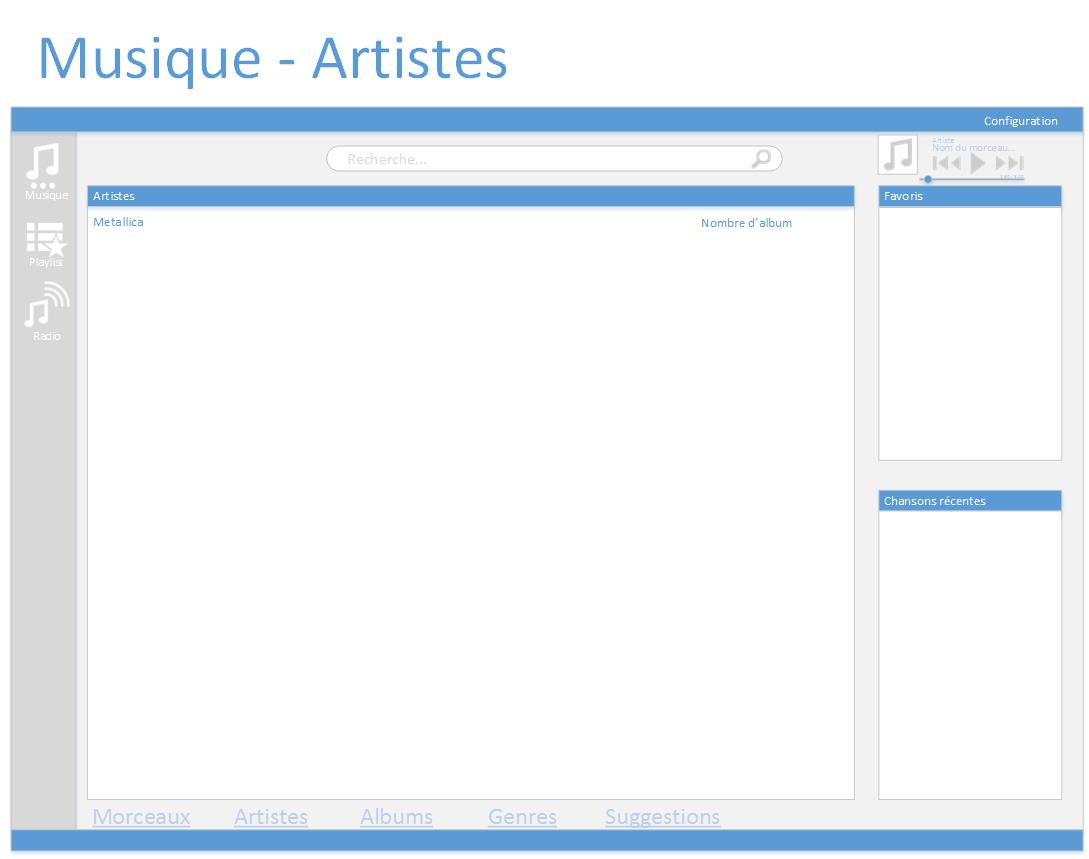 Musique - Artistes
Configuration
Musique
Playlist
Radio
Recherche...
Artiste
Nom du morceau...
Artistes
Metallica
Nombre d'album
Favoris
Chansons récentes
Morceaux Artistes Albums Genres Suggestions